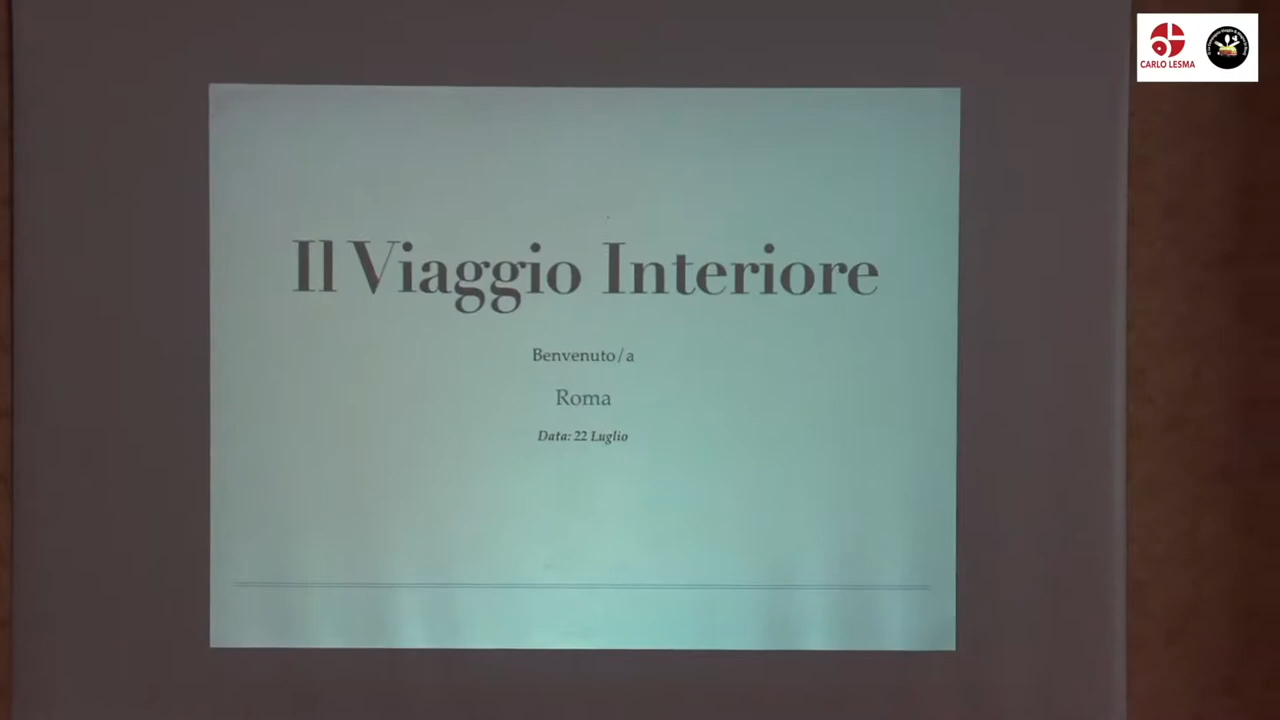 CARLO LESMA
Il Viaggio Interiore
Benvenuto/a
Roma
Data: 22 Luglio